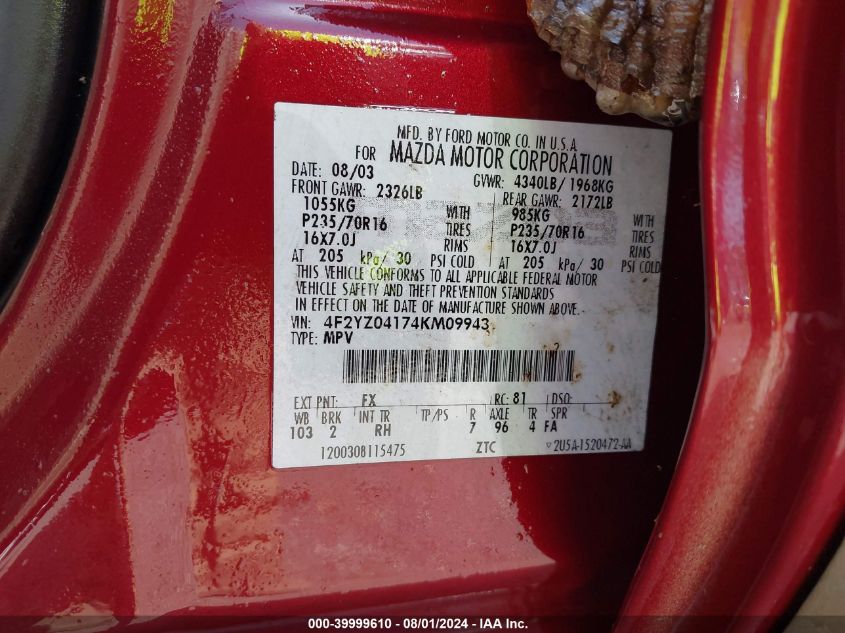 MFD. BY FORD MOTOR CO. IN U.S.A.
FOR MAZDA MOTOR CORPORATION
DATE: 08/03 GVWR: 4340LB/ 1968KG
FRONT GAWR: 2326LB REAR GAWR: 2172LB
1055KG WITH 985KG WITH
P235/70R16 TIRES P235/70R16 TIRES
16X7.0J RIMS 16X7.0J RIMS
AT 205 kPa/ 30 PSI COLD AT 205 kPa/ 30 PSI COLD
THIS VEHICLE CONFORMS TO ALL APPLICABLE FEDERAL MOTOR
VEHICLE SAFETY AND THEFT PREVENTION STANDARDS
IN EFFECT ON THE DATE OF MANUFACTURE SHOWN ABOVE.
VIN: 4F2YZ04174KM09943
TYPE: MPV
EXT PNT: FX RC: 81 DSO:
WB BRK INT TR TP/PS R AXLE TR SPR
103 2 RH 7 96 4 FA
1200308115475 ZTC 2U5A-1520472-AA
000-39999610 - 08/01/2024 - IAA Inc.